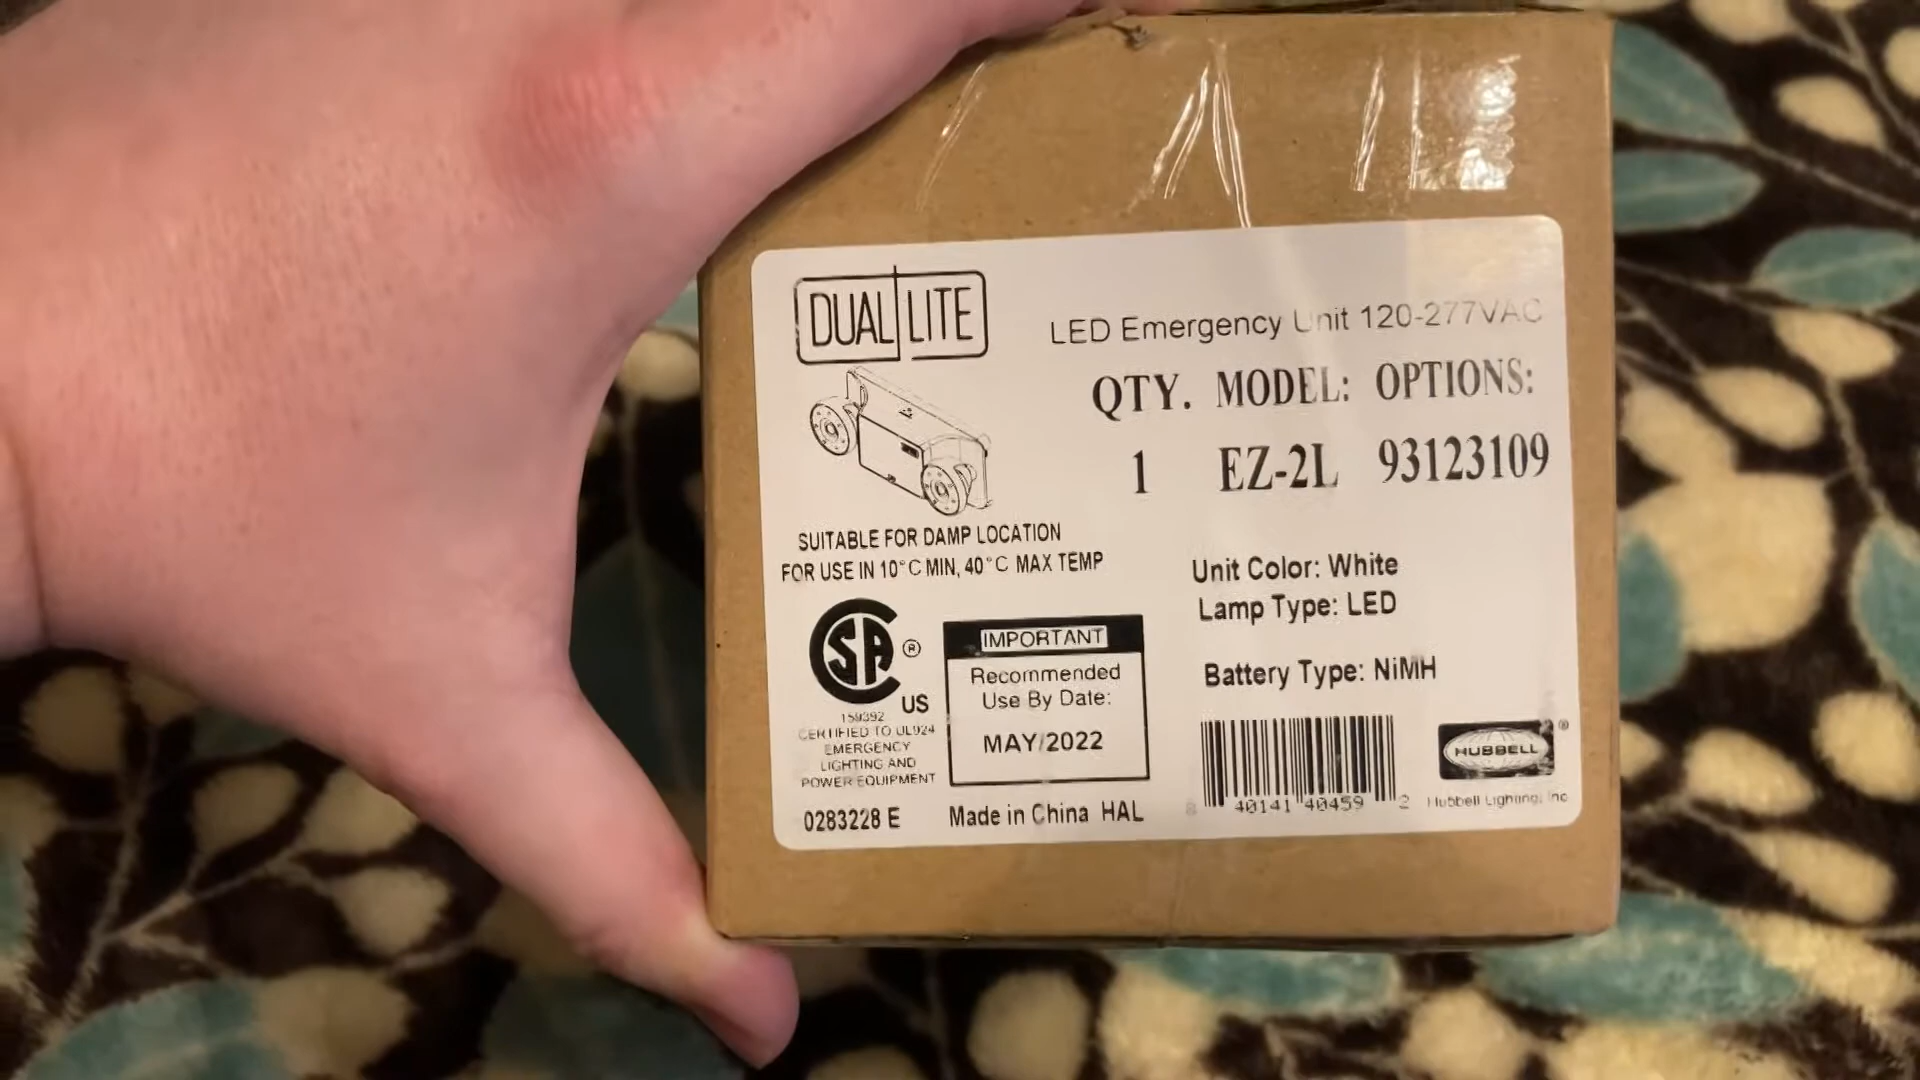 DUAL LITE
LED Emergency Unit 120-277VAC
QTY. MODEL: OPTIONS:
1 EZ-2L 93123109
SUITABLE FOR DAMP LOCATION
FOR USE IN 10°C MIN, 40°C MAX TEMP
Unit Color: White
Lamp Type: LED
Battery Type: NiMH
SA ®
US
159392
CERTIFIED TO UL924
EMERGENCY
LIGHTING AND
POWER EQUIPMENT
IMPORTANT
Recommended
Use By Date:
MAY/2022
0283228 E
Made in China HAL
8 40141 40459 2
HUBBELL ®
Hubbell Lighting, Inc